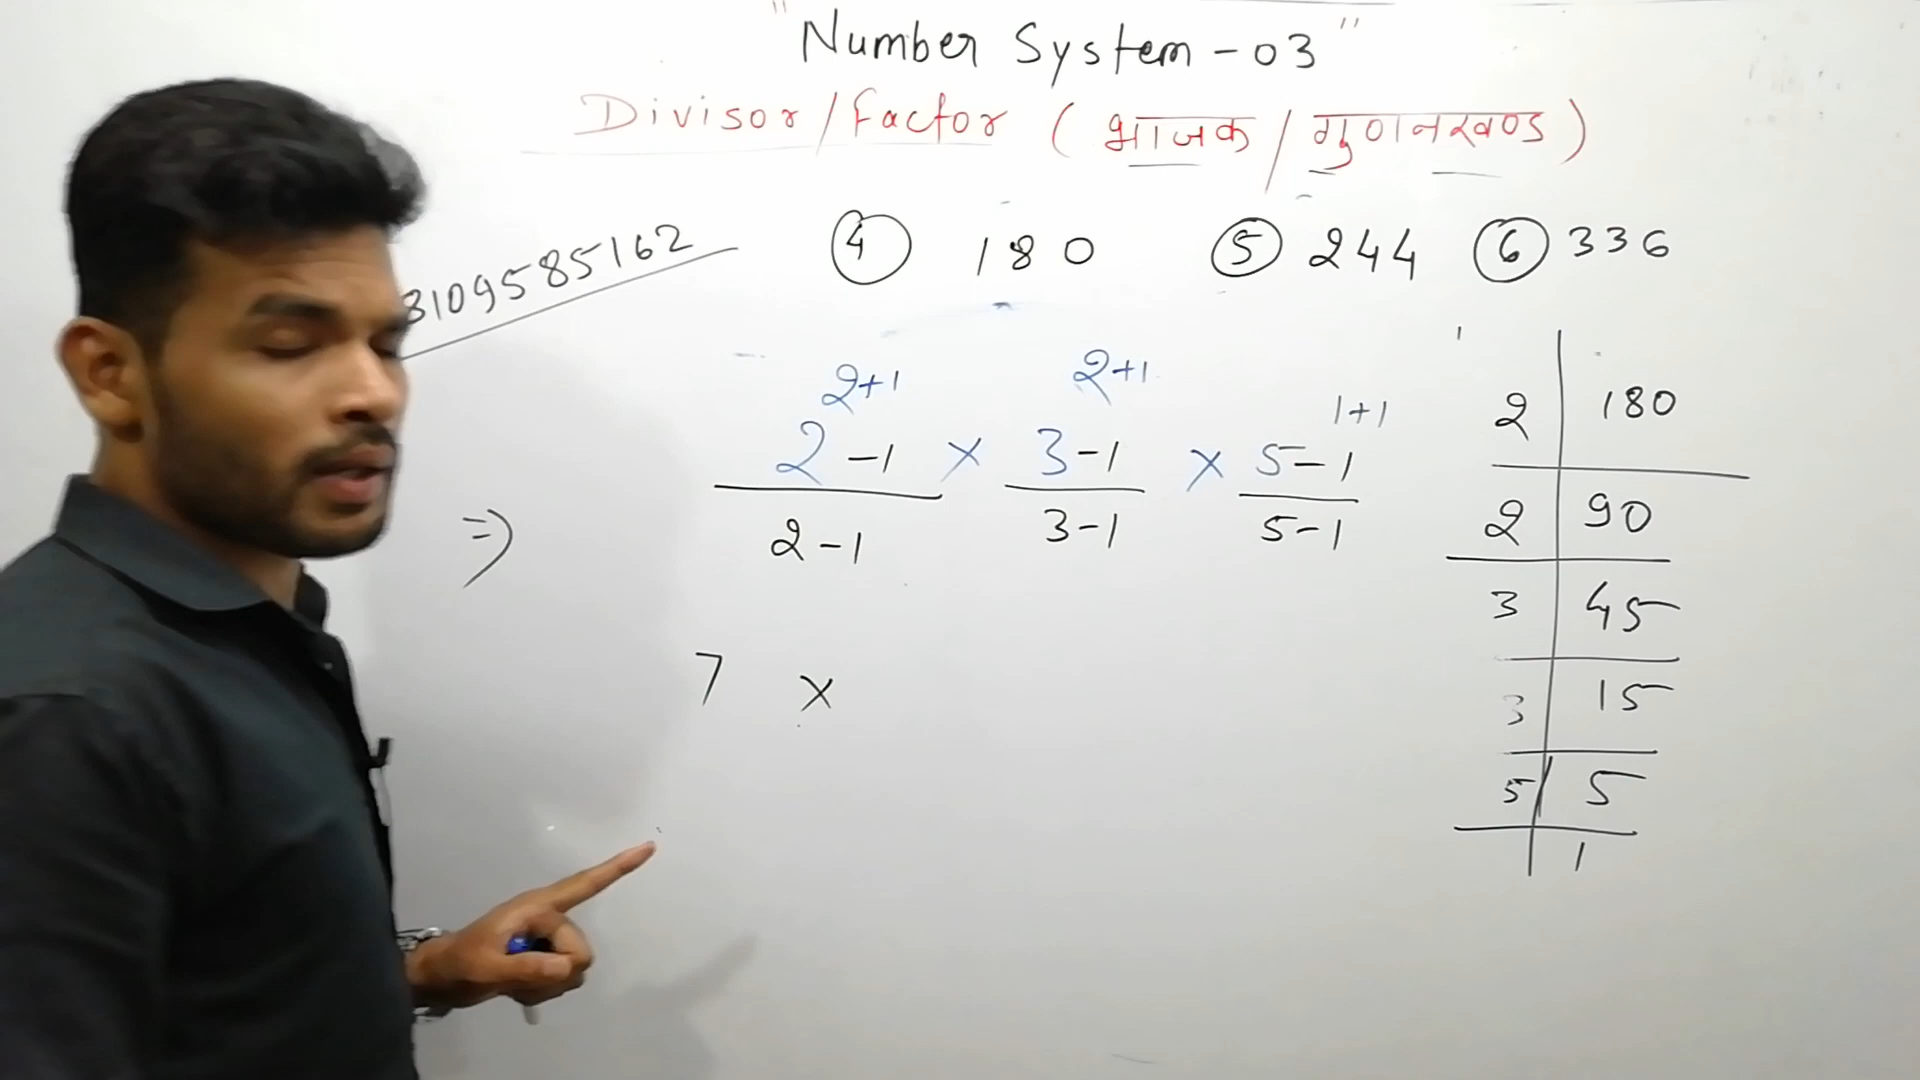 "Number System - 03"
Divisor / Factor ( भाजक / गुणनखण्ड )
8109585162
④ 180 ⑤ 244 ⑥ 336
2+1 2+1 1+1
2 -1 × 3-1 × 5-1
=> 2-1 3-1 5-1
7 ×
2 180
2 90
3 45
3 15
5 5
1